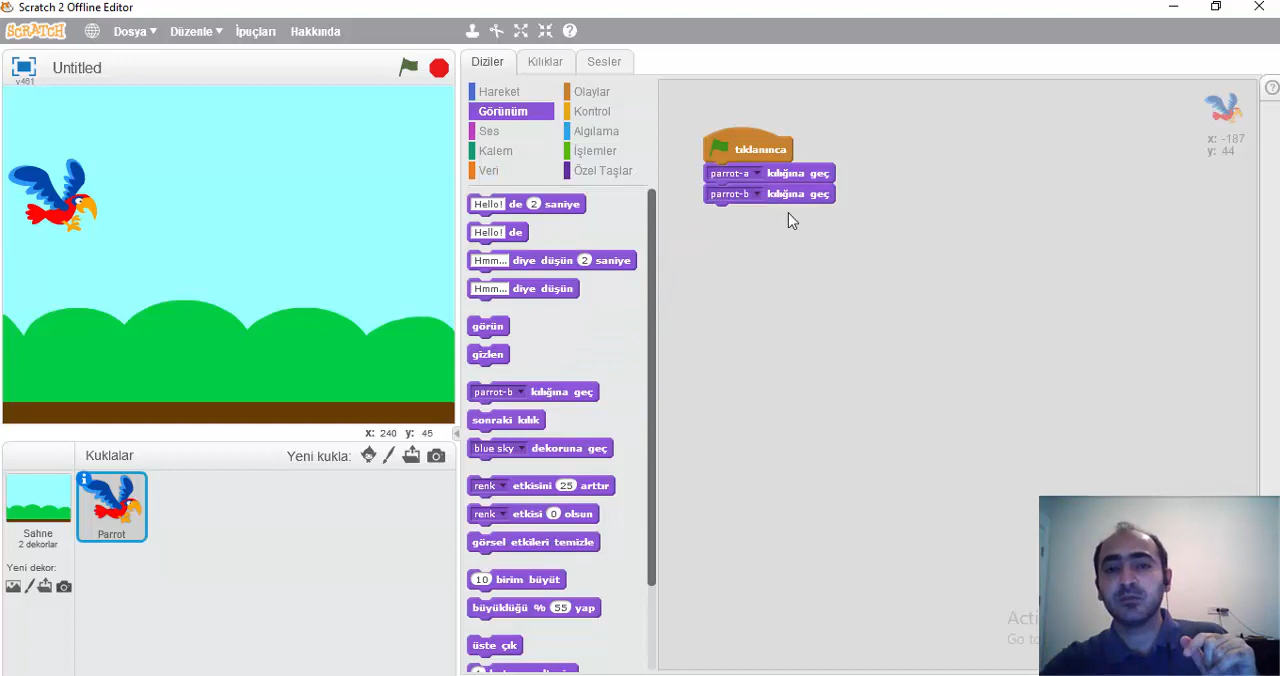 Scratch 2 Offline Editor
SCRATCH Dosya Düzenle İpuçları Hakkında
v461
Untitled
x: 240 y: 45
Kuklalar Yeni kukla:
Sahne
2 dekorlar
Yeni dekor:
Parrot
Diziler Kılıklar Sesler
Hareket Olaylar
Görünüm Kontrol
Ses Algılama
Kalem İşlemler
Veri Özel Taşlar
Hello! de 2 saniye
Hello! de
Hmm... diye düşün 2 saniye
Hmm... diye düşün
görün
gizlen
parrot-b kılığına geç
sonraki kılık
blue sky dekoruna geç
renk etkisini 25 arttır
renk etkisi 0 olsun
görsel etkileri temizle
10 birim büyüt
büyüklüğü % 55 yap
üste çık
tıklanınca
parrot-a kılığına geç
parrot-b kılığına geç
x: -187
y: 44
Acti
Go to